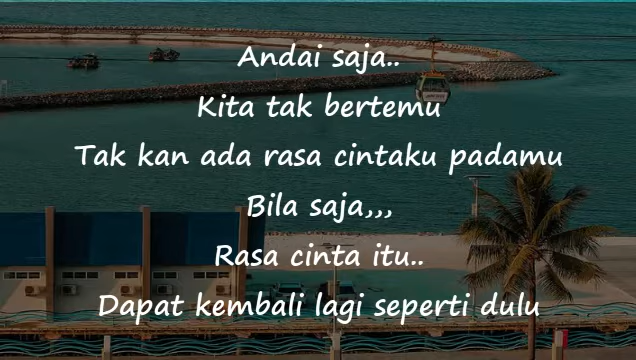 Andai saja..
Kita tak bertemu
Tak kan ada rasa cintaku padamu
Bila saja,,,
Rasa cinta itu..
Dapat kembali lagi seperti dulu